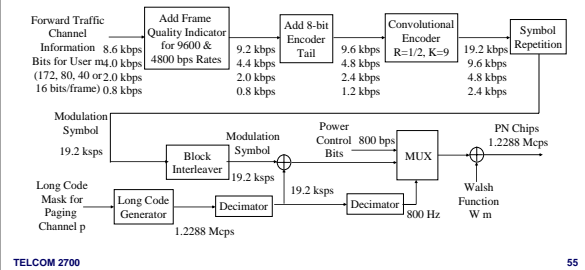 Forward Traffic
Channel
Information
Bits for User m
(172, 80, 40 or
16 bits/frame)
8.6 kbps
4.0 kbps
2.0 kbps
0.8 kbps
Add Frame
Quality Indicator
for 9600 &
4800 bps Rates
9.2 kbps
4.4 kbps
2.0 kbps
0.8 kbps
Add 8-bit
Encoder
Tail
9.6 kbps
4.8 kbps
2.4 kbps
1.2 kbps
Convolutional
Encoder
R=1/2, K=9
19.2 kbps
9.6 kbps
4.8 kbps
2.4 kbps
Symbol
Repetition
Modulation
Symbol
19.2 ksps
Block
Interleaver
Modulation
Symbol
19.2 ksps
Power
Control
Bits
800 bps
MUX
PN Chips
1.2288 Mcps
Walsh
Function
W m
Long Code
Mask for
Paging
Channel p
Long Code
Generator
1.2288 Mcps
Decimator
19.2 ksps
Decimator
800 Hz
TELCOM 2700
55